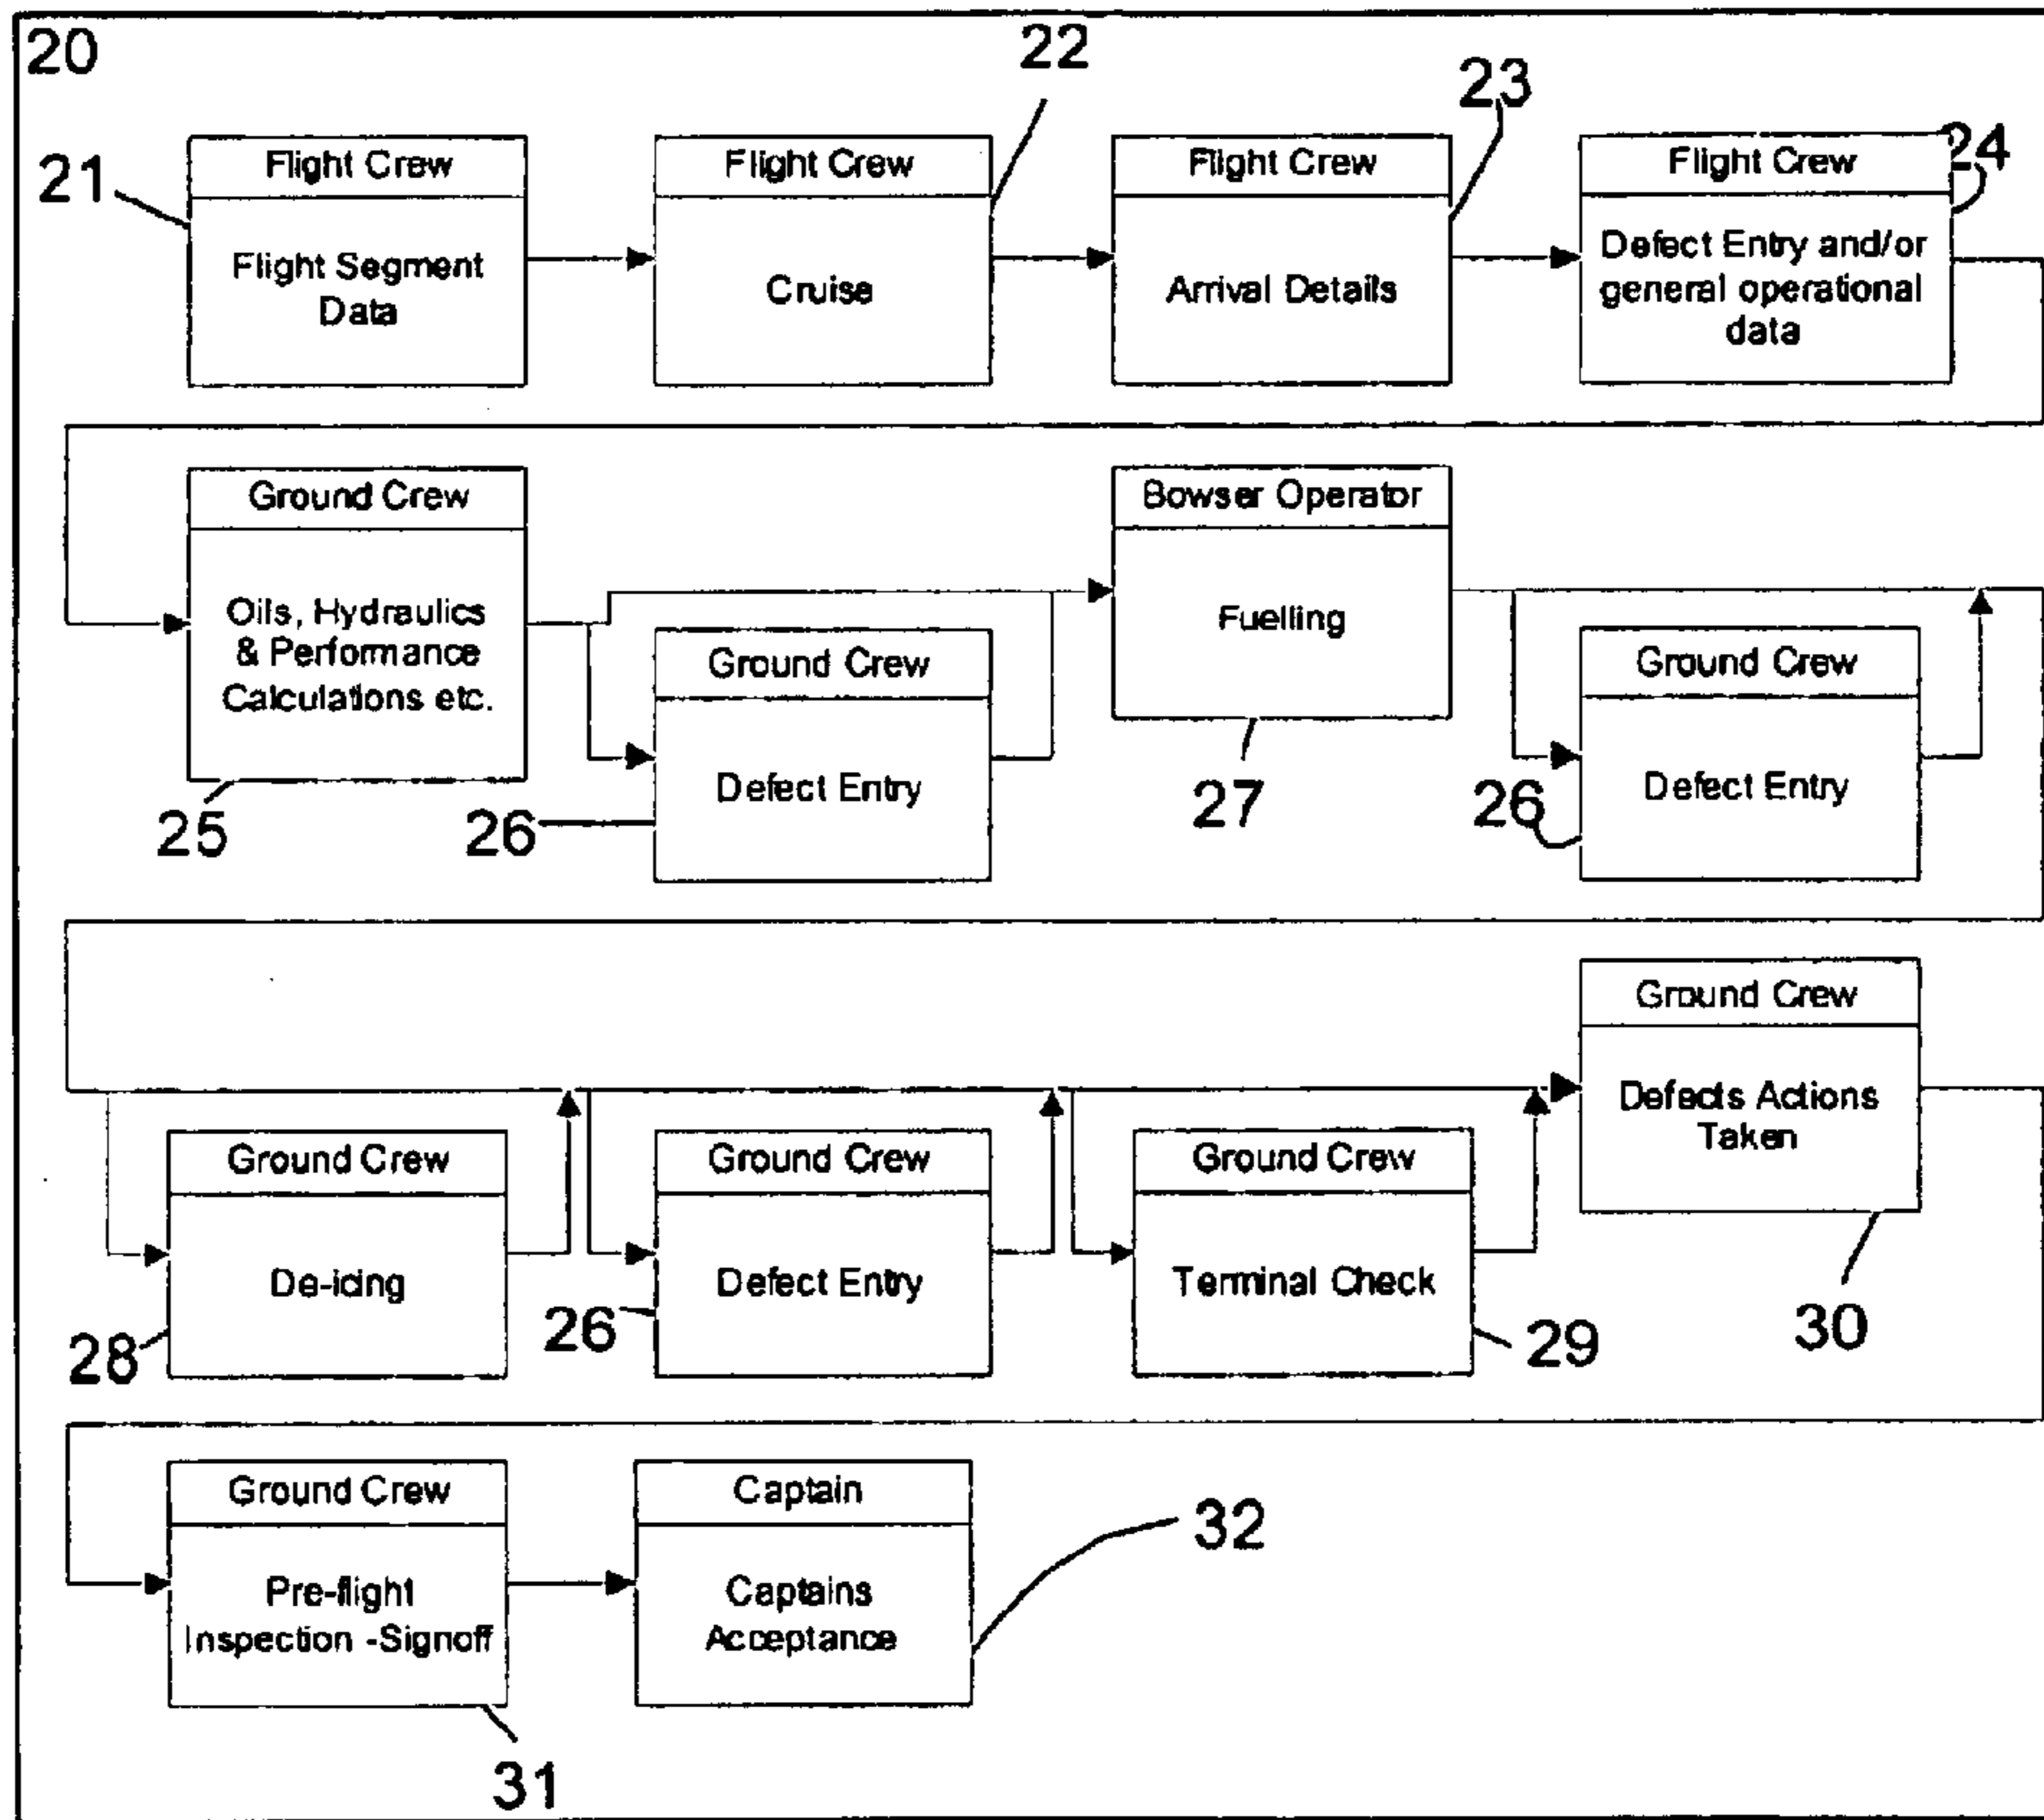 20
22
23
21
Flight Crew
Flight Segment
Data
Flight Crew
Cruise
Flight Crew
Arrival Details
24
Flight Crew
Defect Entry and/or
general operational
data
Ground Crew
Oils, Hydraulics
& Performance
Calculations etc.
25
Ground Crew
Defect Entry
26
Bowser Operator
Fuelling
27
Ground Crew
Defect Entry
26
Ground Crew
De-icing
28
Ground Crew
Defect Entry
26
Ground Crew
Terminal Check
29
Ground Crew
Defects Actions
Taken
30
Ground Crew
Pre-flight
Inspection -Signoff
31
Captain
Captains
Acceptance
32